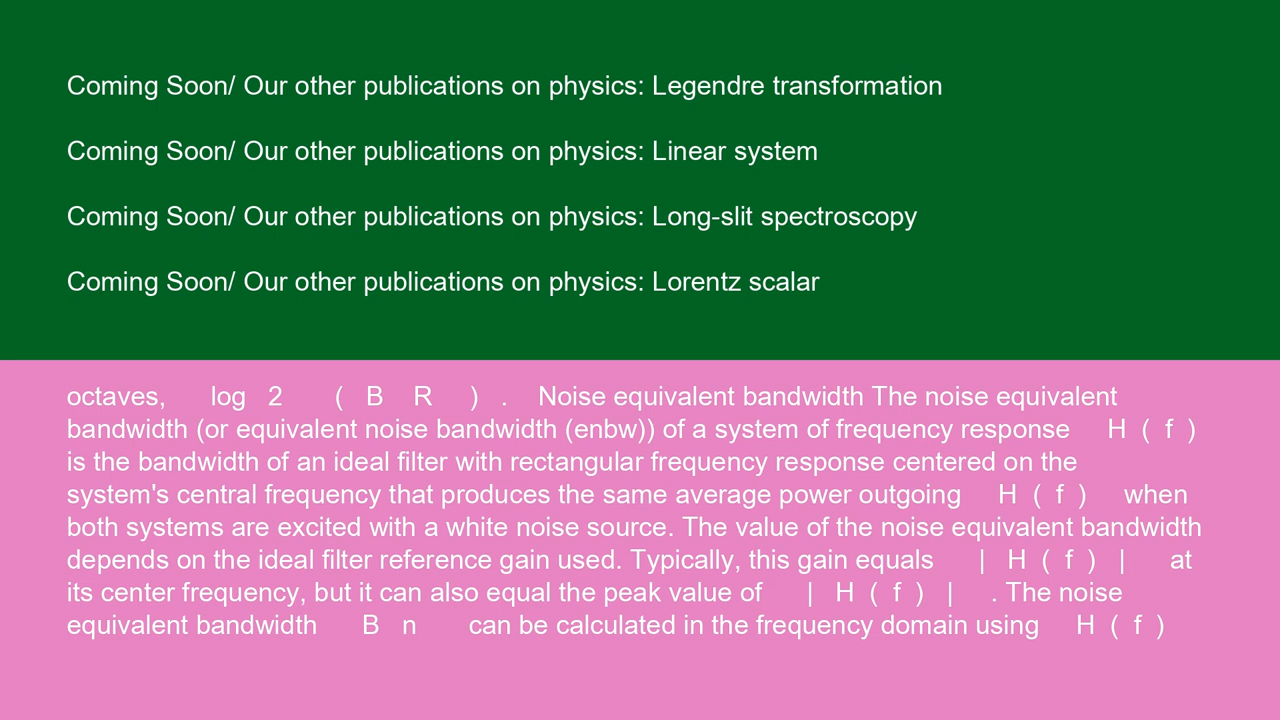 Coming Soon/ Our other publications on physics: Legendre transformation
Coming Soon/ Our other publications on physics: Linear system
Coming Soon/ Our other publications on physics: Long-slit spectroscopy
Coming Soon/ Our other publications on physics: Lorentz scalar
octaves, log 2 ( B R ) . Noise equivalent bandwidth The noise equivalent
bandwidth (or equivalent noise bandwidth (enbw)) of a system of frequency response H ( f )
is the bandwidth of an ideal filter with rectangular frequency response centered on the
system's central frequency that produces the same average power outgoing H ( f ) when
both systems are excited with a white noise source. The value of the noise equivalent bandwidth
depends on the ideal filter reference gain used. Typically, this gain equals | H ( f ) | at
its center frequency, but it can also equal the peak value of | H ( f ) | . The noise
equivalent bandwidth B n can be calculated in the frequency domain using H ( f )